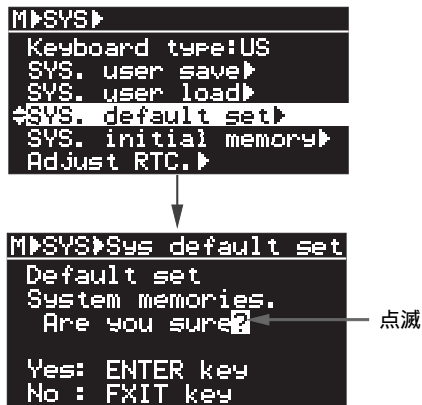 M▶SYS▶
Keyboard type:US
SYS. user save▶
SYS. user load▶
SYS. default set▶
SYS. initial memory▶
Adjust RTC.▶
M▶SYS▶Sys default set
Default set
System memories.
Are you sure?
点滅
Yes: ENTER key
No : EXIT key